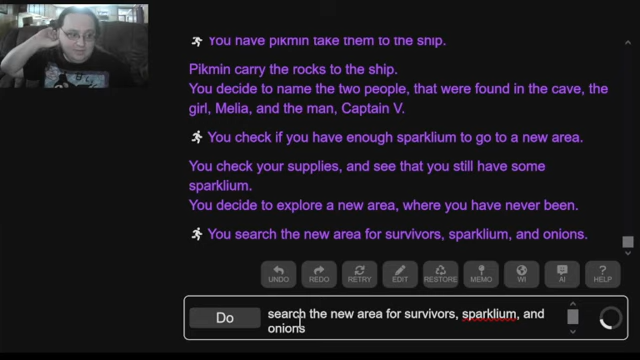 You have pikmin take them to the ship.
Pikmin carry the rocks to the ship.
You decide to name the two people, that were found in the cave, the
girl, Melia, and the man, Captain V.
You check if you have enough sparklium to go to a new area.
You check your supplies, and see that you still have some
sparklium.
You decide to explore a new area, where you have never been.
You search the new area for survivors, sparklium, and onions.
UNDO REDO RETRY EDIT RESTORE MEMO WI AI HELP
Do
search the new area for survivors, sparklium, and
onions